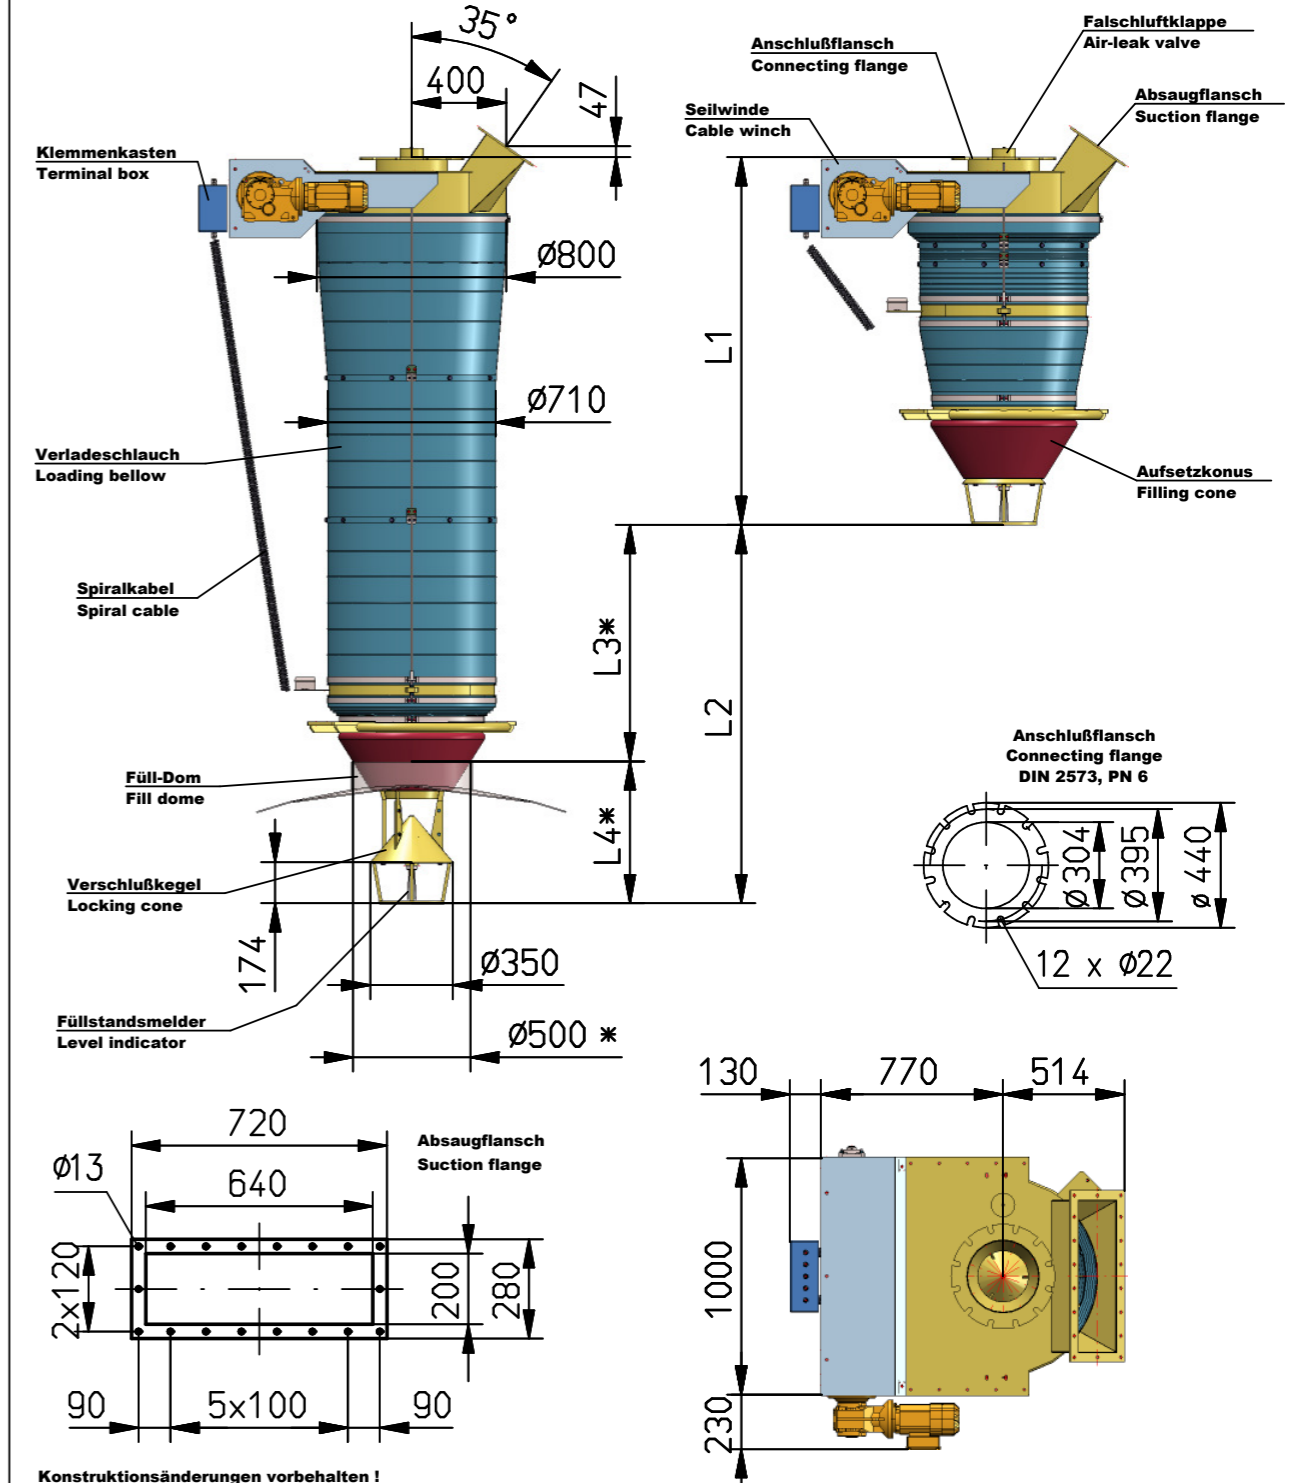 35°
400
47
Klemmenkasten
Terminal box
Ø800
Ø710
Verladeschlauch
Loading bellow
Spiralkabel
Spiral cable
L3*
L4*
Füll-Dom
Fill dome
Verschlußkegel
Locking cone
174
Ø350
Füllstandsmelder
Level indicator
Ø500 *
Anschlußflansch
Connecting flange
Falschluftklappe
Air-leak valve
Seilwinde
Cable winch
Absaugflansch
Suction flange
L1
L2
Aufsetzkonus
Filling cone
Anschlußflansch
Connecting flange
DIN 2573, PN 6
Ø304
Ø395
Ø440
12 x Ø22
720
Absaugflansch
Suction flange
Ø13
640
2x120
200
280
90
5x100
90
130
770
514
1000
230
Konstruktionsänderungen vorbehalten !